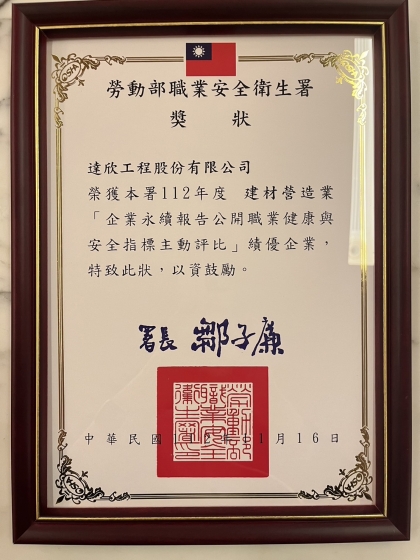 勞動部職業安全衛生署
獎狀
達欣工程股份有限公司
榮獲本署112年度 建材營造業
「企業永續報告公開職業健康與
安全指標主動評比」績優企業，
特致此狀，以資鼓勵。
署長 鄒子廉
中華民國 月16日